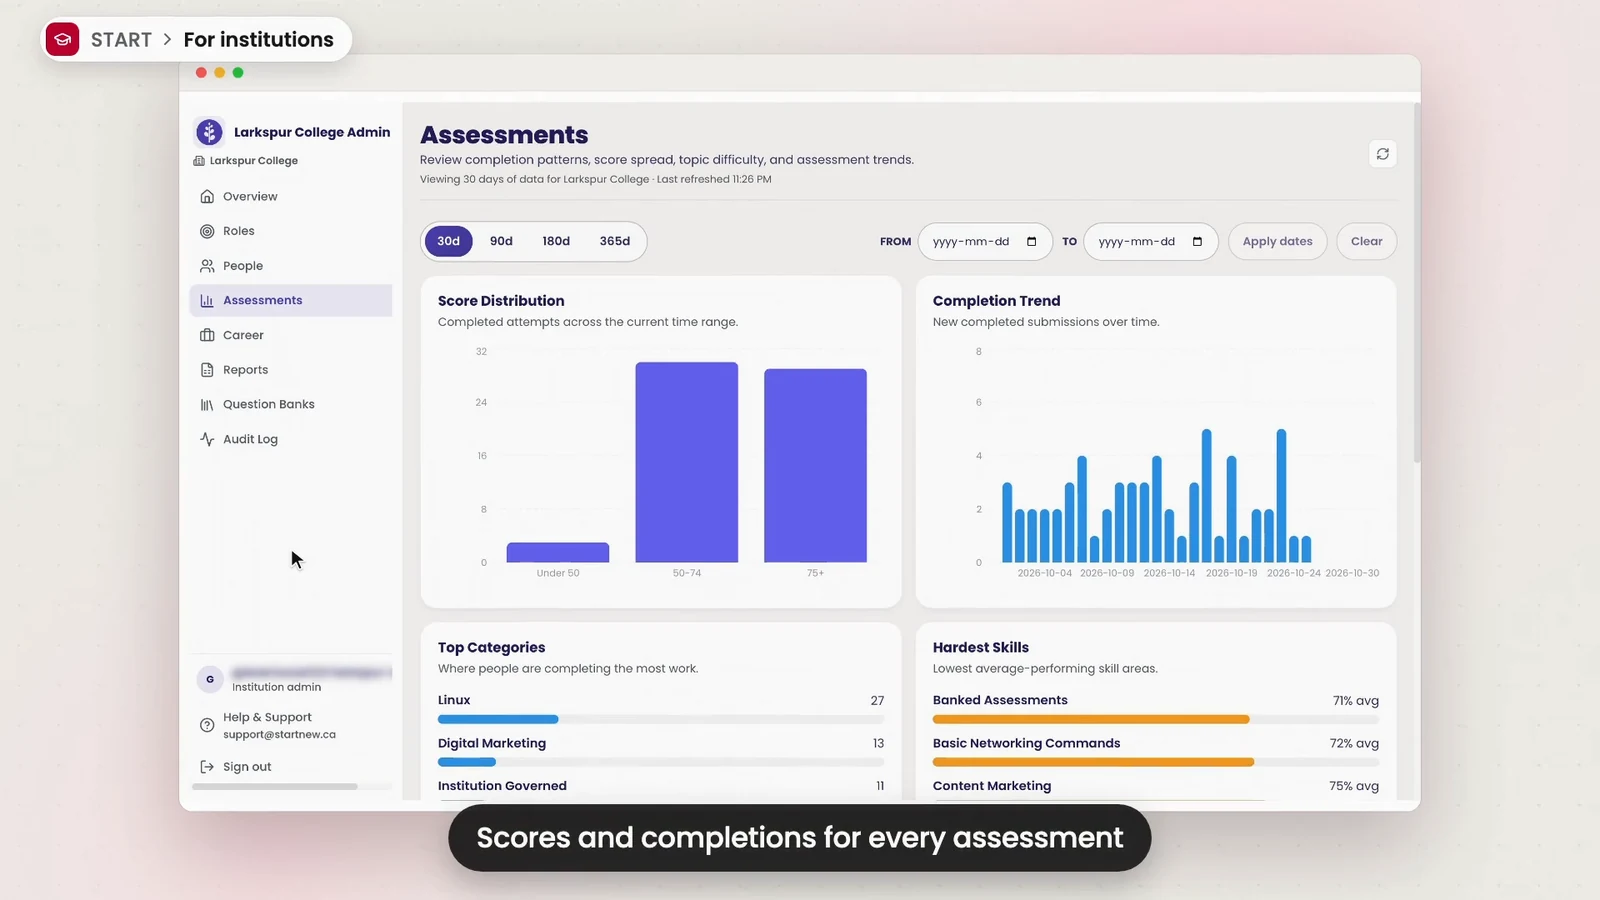 START > For institutions
Larkspur College Admin
Larkspur College
Overview
Roles
People
Assessments
Career
Reports
Question Banks
Audit Log
G
Institution admin
Help & Support
support@startnew.ca
Sign out
Assessments
Review completion patterns, score spread, topic difficulty, and assessment trends.
Viewing 30 days of data for Larkspur College · Last refreshed 11:26 PM
30d 90d 180d 365d
FROM yyyy-mm-dd TO yyyy-mm-dd Apply dates Clear
Score Distribution
Completed attempts across the current time range.
32
24
16
8
0
Under 50 50-74 75+
Completion Trend
New completed submissions over time.
8
6
4
2
0
2026-10-04 2026-10-09 2026-10-14 2026-10-19 2026-10-24 2026-10-30
Top Categories
Where people are completing the most work.
Linux 27
Digital Marketing 13
Institution Governed 11
Hardest Skills
Lowest average-performing skill areas.
Banked Assessments 71% avg
Basic Networking Commands 72% avg
Content Marketing 75% avg
Scores and completions for every assessment